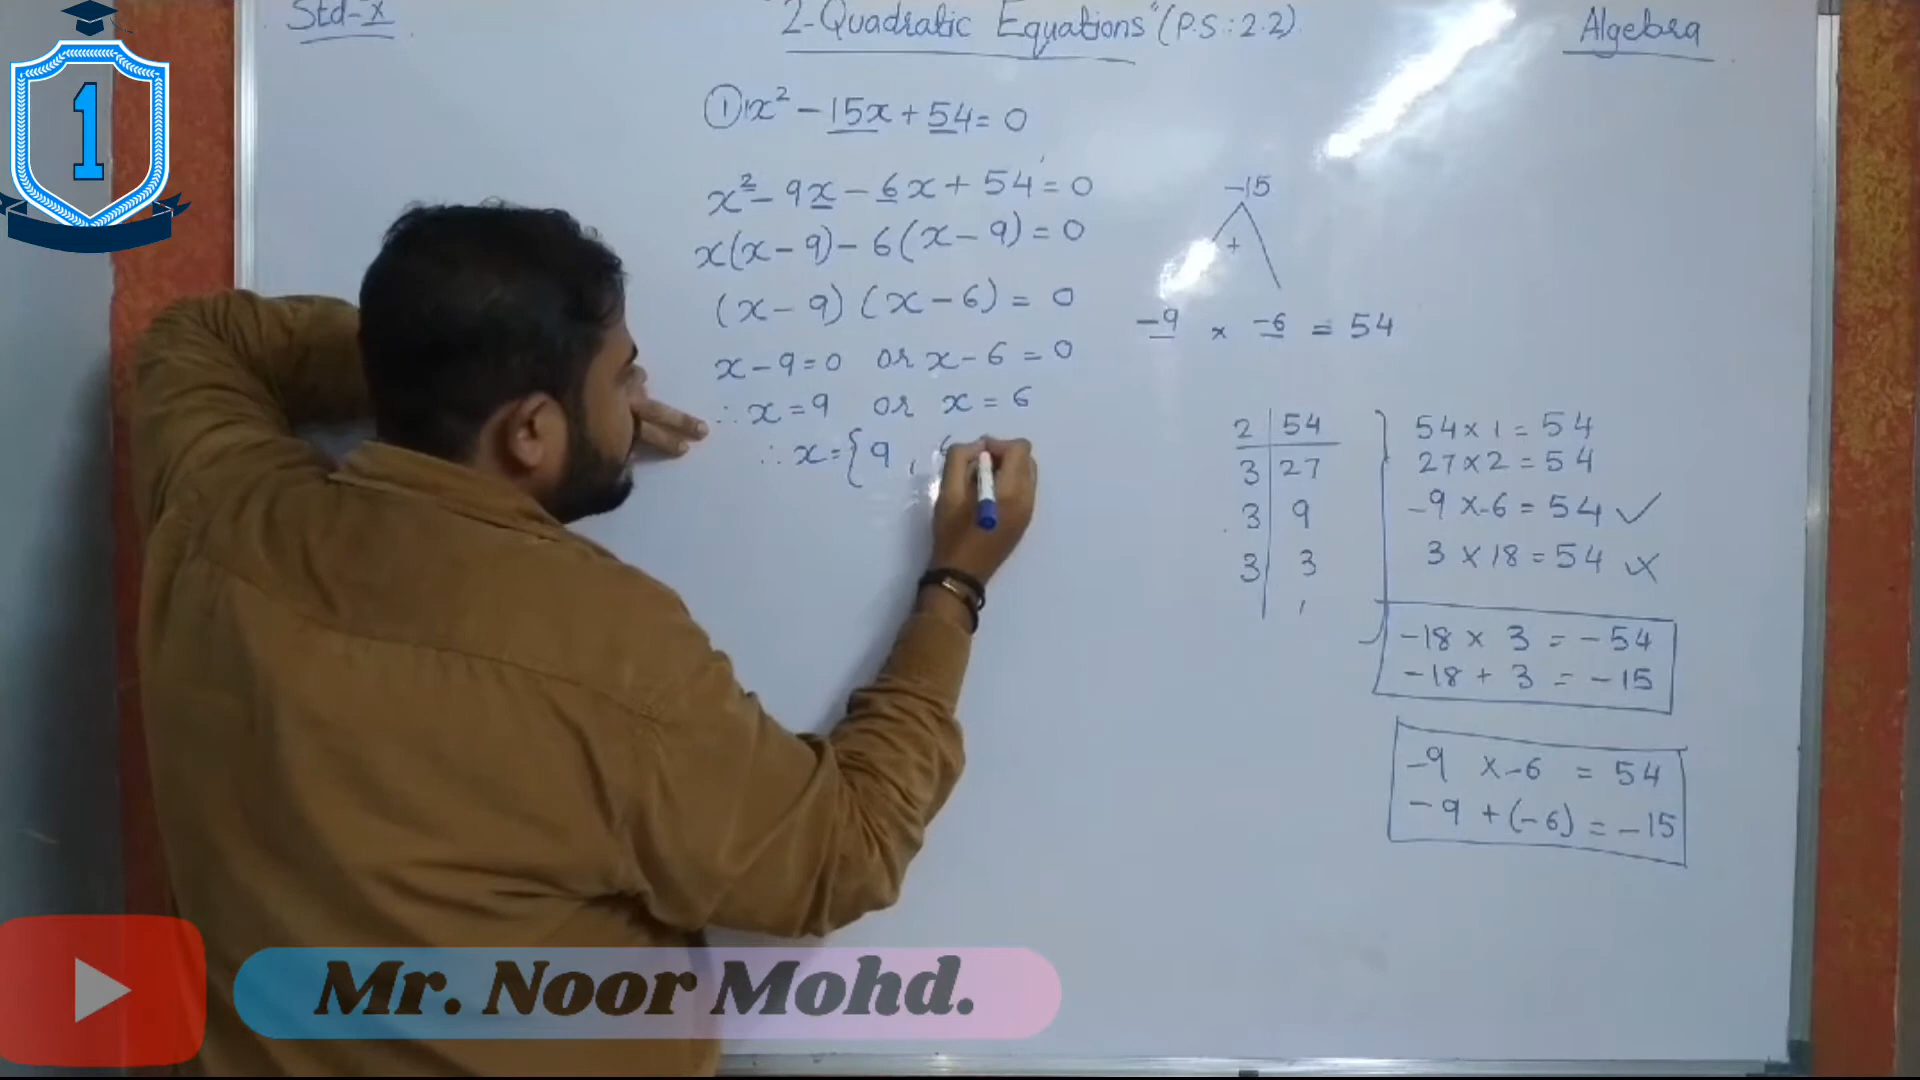 1
Std-X
"2-Quadratic Equations" (P.S.:2.2)
Algebra
① x² - 15x + 54 = 0
x² - 9x - 6x + 54 = 0
x(x - 9) - 6(x - 9) = 0
(x - 9) (x - 6) = 0
x - 9 = 0 or x - 6 = 0
∴ x = 9 or x = 6
∴ x = {9, 6
-15
+
-9 × -6 = 54
2 | 54
3 | 27
3 | 9
3 | 3
1
54 × 1 = 54
27 × 2 = 54
-9 × -6 = 54 ✓
3 × 18 = 54 ×
-18 × 3 = -54
-18 + 3 = -15
-9 × -6 = 54
-9 + (-6) = -15
Mr. Noor Mohd.